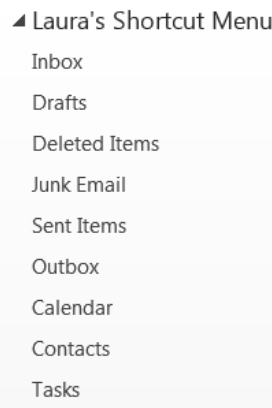 Laura's Shortcut Menu
Inbox
Drafts
Deleted Items
Junk Email
Sent Items
Outbox
Calendar
Contacts
Tasks